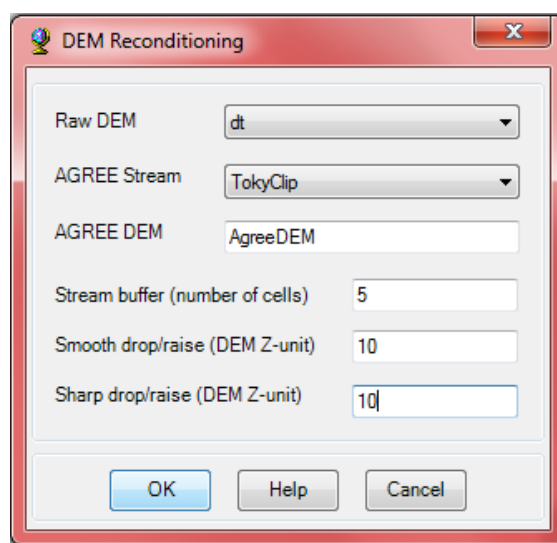 DEM Reconditioning
Raw DEM dt
AGREE Stream TokyClip
AGREE DEM AgreeDEM
Stream buffer (number of cells) 5
Smooth drop/raise (DEM Z-unit) 10
Sharp drop/raise (DEM Z-unit) 10
OK Help Cancel